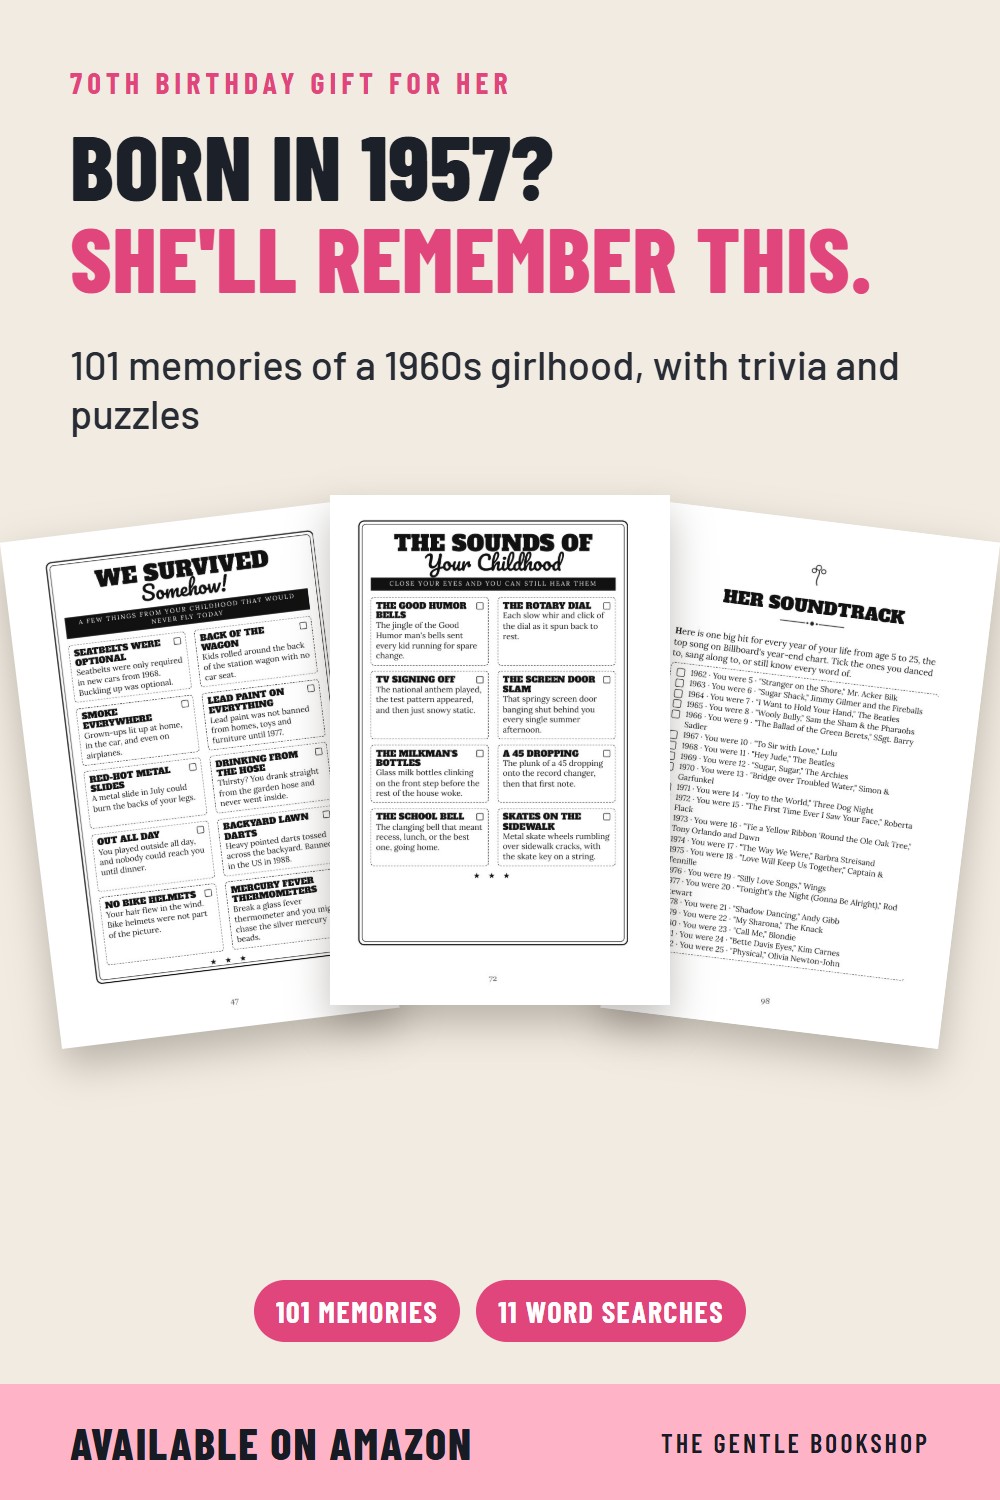 70TH BIRTHDAY GIFT FOR HER
BORN IN 1957?
SHE'LL REMEMBER THIS.
101 memories of a 1960s girlhood, with trivia and
puzzles
WE SURVIVED
Somehow!
A FEW THINGS FROM YOUR CHILDHOOD THAT WOULD
NEVER FLY TODAY
SEATBELTS WERE
OPTIONAL
Seatbelts were only required
in new cars from 1968.
Buckling up was optional.
BACK OF THE
WAGON
Kids rolled around the back
of the station wagon with no
car seat.
SMOKE
EVERYWHERE
Grown-ups lit up at home,
in the car, and even on
airplanes.
LEAD PAINT ON
EVERYTHING
Lead paint was not banned
from homes, toys and
furniture until 1977.
RED-HOT METAL
SLIDES
A metal slide in July could
burn the backs of your legs.
DRINKING FROM
THE HOSE
Thirsty? You drank straight
from the garden hose and
never went inside.
OUT ALL DAY
You played outside all day,
and nobody could reach you
until dinner.
BACKYARD LAWN
DARTS
Heavy pointed darts tossed
across the backyard. Banned
in the US in 1988.
NO BIKE HELMETS
Your hair flew in the wind.
Bike helmets were not part
of the picture.
MERCURY FEVER
THERMOMETERS
Break a glass fever
thermometer and you
chase the silver mercury
beads.
47
THE SOUNDS OF
Your Childhood
CLOSE YOUR EYES AND YOU CAN STILL HEAR THEM
THE GOOD HUMOR
BELLS
The jingle of the Good
Humor man's bells sent
every kid running for spare
change.
THE ROTARY DIAL
Each slow whir and click of
the dial as it spun back to
rest.
TV SIGNING OFF
The national anthem played,
the test pattern appeared,
and then just snowy static.
THE SCREEN DOOR
SLAM
That springy screen door
banging shut behind you
every single summer
afternoon.
THE MILKMAN'S
BOTTLES
Glass milk bottles clinking
on the front step before the
rest of the house woke.
A 45 DROPPING
The plunk of a 45 dropping
onto the record changer,
then that first note.
THE SCHOOL BELL
The clanging bell that meant
recess, lunch, or the best
one, going home.
SKATES ON THE
SIDEWALK
Metal skate wheels rumbling
over sidewalk cracks, with
the skate key on a string.
72
HER SOUNDTRACK
Here is one big hit for every year of your life from age 5 to 25, the
top song on Billboard's year-end chart. Tick the ones you danced
to, sang along to, or still know every word of.
1962 · You were 5 · "Stranger on the Shore," Mr. Acker Bilk
1963 · You were 6 · "Sugar Shack," Jimmy Gilmer and the Fireballs
1964 · You were 7 · "I Want to Hold Your Hand," The Beatles
1965 · You were 8 · "Wooly Bully," Sam the Sham & the Pharaohs
1966 · You were 9 · "The Ballad of the Green Berets," SSgt. Barry
Sadler
1967 · You were 10 · "To Sir with Love," Lulu
1968 · You were 11 · "Hey Jude," The Beatles
1969 · You were 12 · "Sugar, Sugar," The Archies
1970 · You were 13 · "Bridge over Troubled Water," Simon &
Garfunkel
1971 · You were 14 · "Joy to the World," Three Dog Night
1972 · You were 15 · "The First Time Ever I Saw Your Face," Roberta
Flack
1973 · You were 16 · "Tie a Yellow Ribbon 'Round the Ole Oak Tree,"
Tony Orlando and Dawn
1974 · You were 17 · "The Way We Were," Barbra Streisand
1975 · You were 18 · "Love Will Keep Us Together," Captain &
Tennille
76 · You were 19 · "Silly Love Songs," Wings
77 · You were 20 · "Tonight's the Night (Gonna Be Alright)," Rod
ewart
78 · You were 21 · "Shadow Dancing," Andy Gibb
79 · You were 22 · "My Sharona," The Knack
0 · You were 23 · "Call Me," Blondie
1 · You were 24 · "Bette Davis Eyes," Kim Carnes
2 · You were 25 · "Physical," Olivia Newton-John
98
101 MEMORIES
11 WORD SEARCHES
AVAILABLE ON AMAZON
THE GENTLE BOOKSHOP